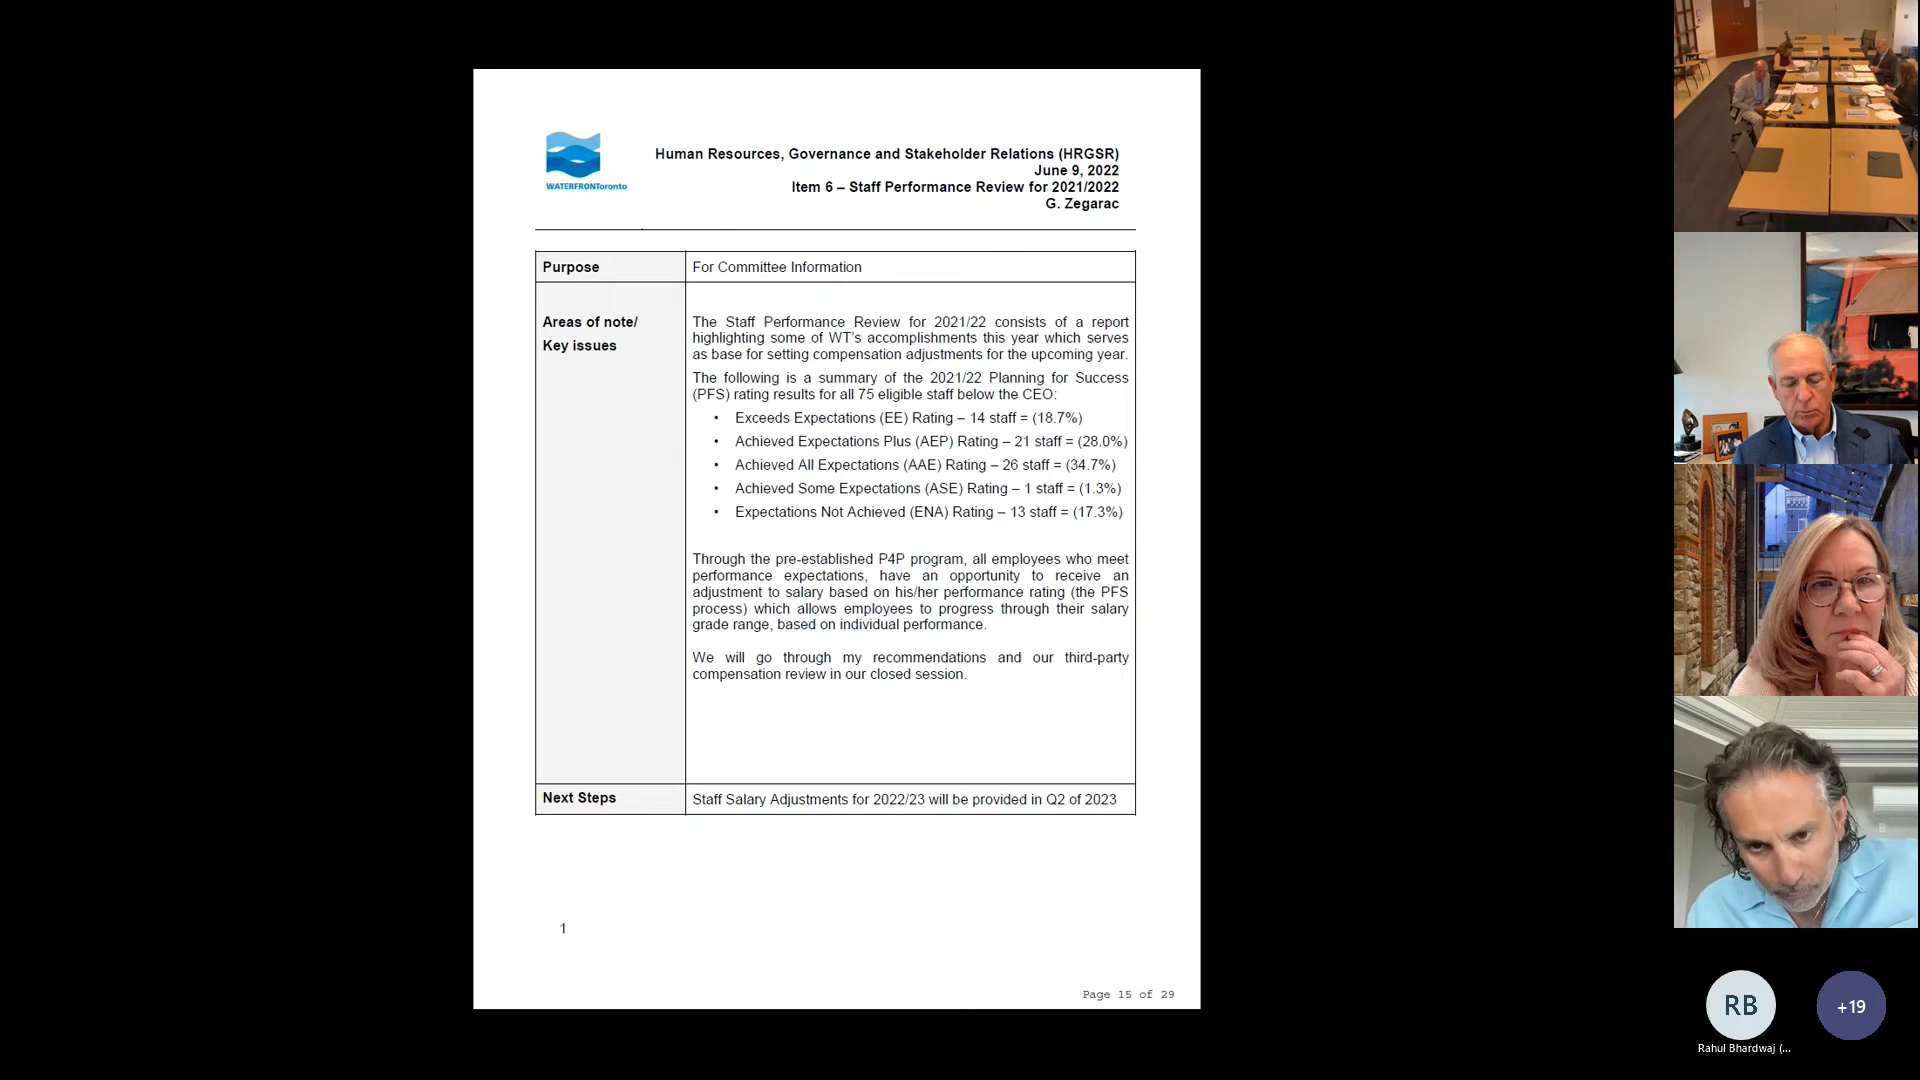 WATERFRONToronto
Human Resources, Governance and Stakeholder Relations (HRGSR)
June 9, 2022
Item 6 – Staff Performance Review for 2021/2022
G. Zegarac
Purpose
For Committee Information
Areas of note/
Key issues
The Staff Performance Review for 2021/22 consists of a report
highlighting some of WT's accomplishments this year which serves
as base for setting compensation adjustments for the upcoming year.
The following is a summary of the 2021/22 Planning for Success
(PFS) rating results for all 75 eligible staff below the CEO:
• Exceeds Expectations (EE) Rating – 14 staff = (18.7%)
• Achieved Expectations Plus (AEP) Rating – 21 staff = (28.0%)
• Achieved All Expectations (AAE) Rating – 26 staff = (34.7%)
• Achieved Some Expectations (ASE) Rating – 1 staff = (1.3%)
• Expectations Not Achieved (ENA) Rating – 13 staff = (17.3%)
Through the pre-established P4P program, all employees who meet
performance expectations, have an opportunity to receive an
adjustment to salary based on his/her performance rating (the PFS
process) which allows employees to progress through their salary
grade range, based on individual performance.
We will go through my recommendations and our third-party
compensation review in our closed session.
Next Steps
Staff Salary Adjustments for 2022/23 will be provided in Q2 of 2023
1
Page 15 of 29
RB
+19
Rahul Bhardwaj (...